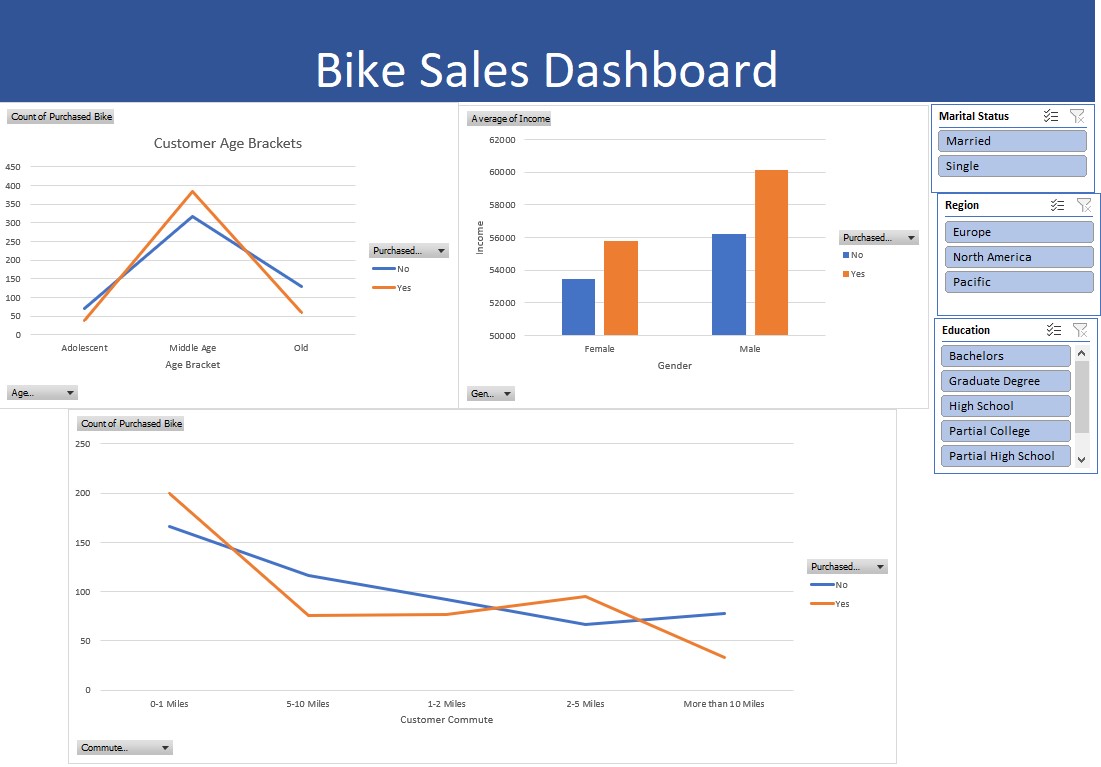 Bike Sales Dashboard
Count of Purchased Bike
Customer Age Brackets
450
400
350
300
250
200
150
100
50
0
Adolescent Middle Age Old
Age Bracket
Purchased...
No
Yes
Age...
Average of Income
62000
60000
58000
56000
54000
52000
50000
Income
Female Male
Gender
Purchased...
No
Yes
Gen...
Marital Status
Married
Single
Region
Europe
North America
Pacific
Education
Bachelors
Graduate Degree
High School
Partial College
Partial High School
Count of Purchased Bike
250
200
150
100
50
0
0-1 Miles 5-10 Miles 1-2 Miles 2-5 Miles More than 10 Miles
Customer Commute
Purchased...
No
Yes
Commute...